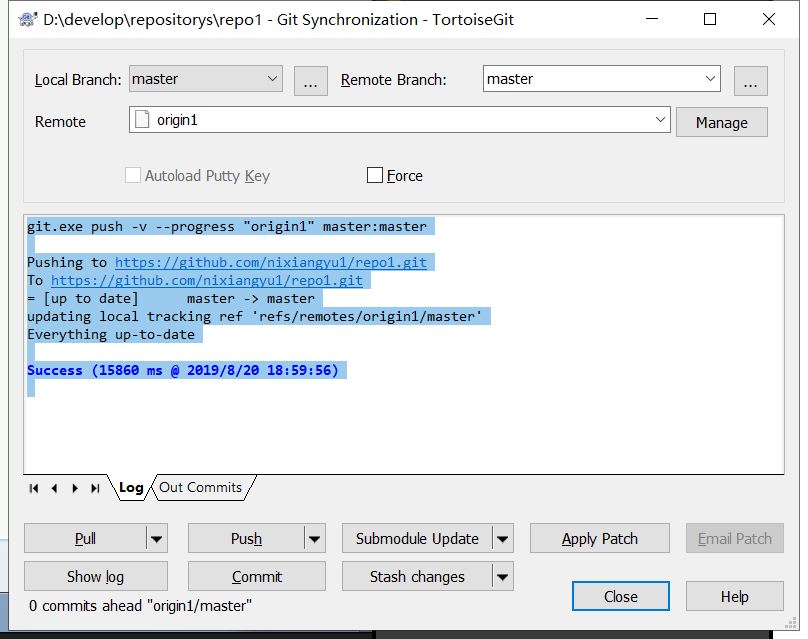 D:\develop\repositorys\repo1 - Git Synchronization - TortoiseGit
Local Branch: master ... Remote Branch: master ...
Remote origin1 Manage
Autoload Putty Key Force
git.exe push -v --progress "origin1" master:master
Pushing to https://github.com/nixiangyu1/repo1.git
To https://github.com/nixiangyu1/repo1.git
= [up to date]      master -> master
updating local tracking ref 'refs/remotes/origin1/master'
Everything up-to-date
Success (15860 ms @ 2019/8/20 18:59:56)
Log Out Commits
Pull Push Submodule Update Apply Patch Email Patch
Show log Commit Stash changes Close Help
0 commits ahead "origin1/master"